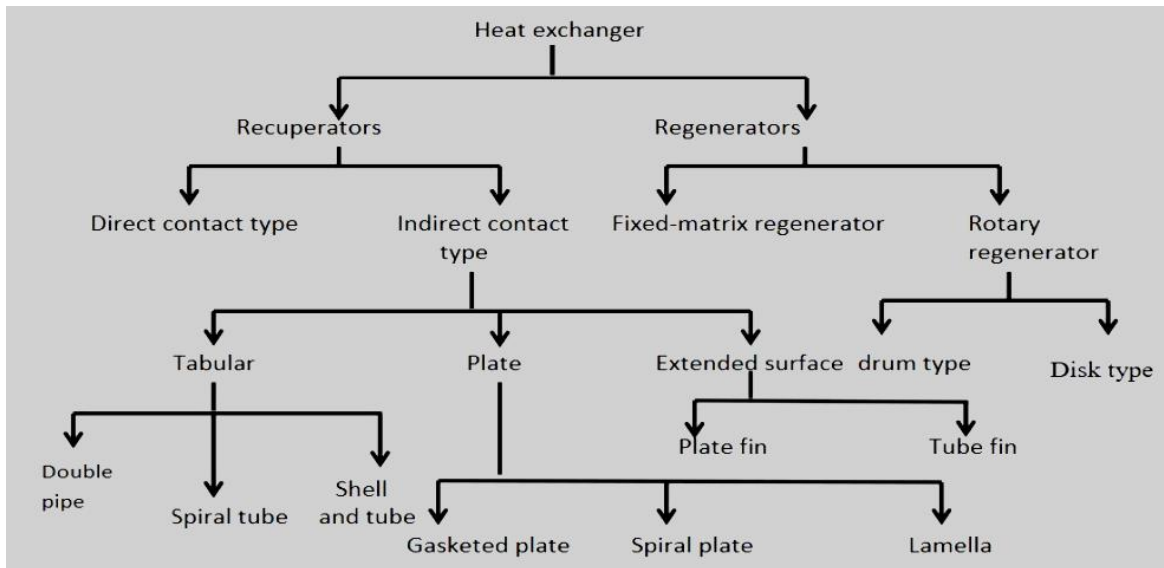 Heat exchanger
Recuperators
Regenerators
Direct contact type
Indirect contact
type
Fixed-matrix regenerator
Rotary
regenerator
Tabular
Plate
Extended surface
drum type
Disk type
Double
pipe
Spiral tube
Shell
and tube
Plate fin
Tube fin
Gasketed plate
Spiral plate
Lamella